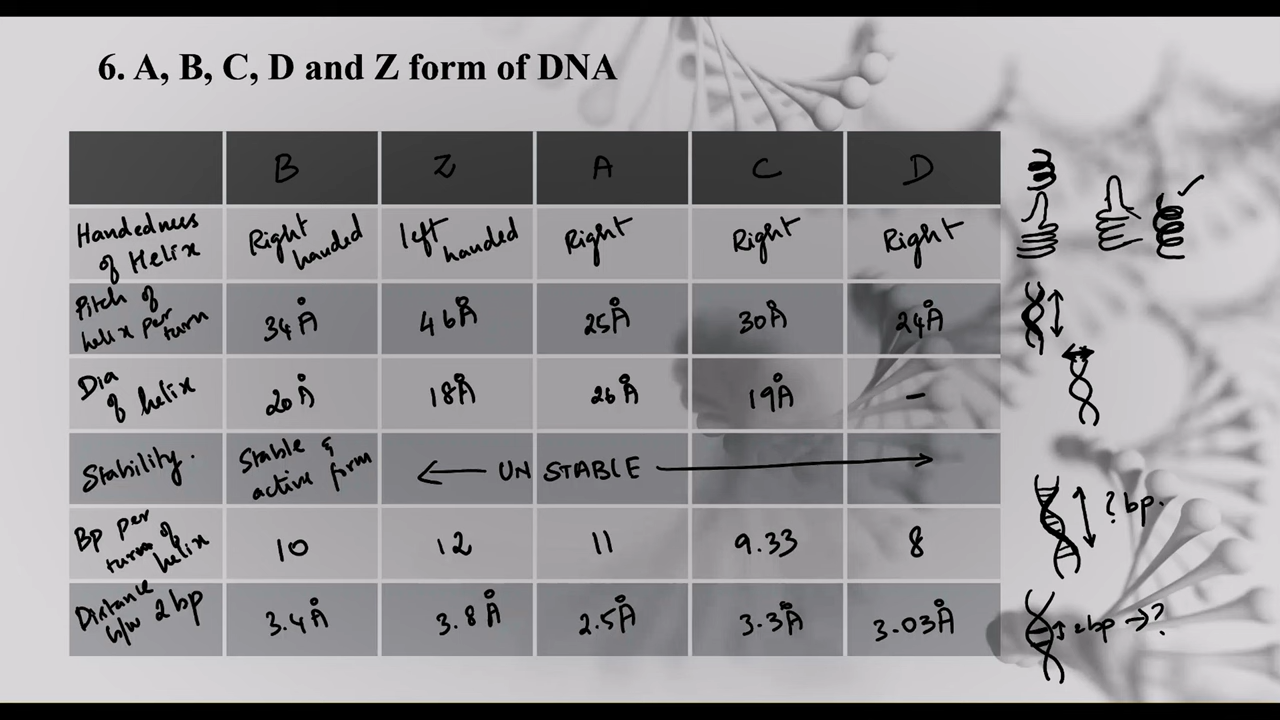 6. A, B, C, D and Z form of DNA
B Z A C D
Handedness
of Helix
Right
handed
left
handed
Right
Right
Right
Pitch of
helix per
turn
34Å
46Å
25Å
30Å
24Å
Dia
of helix
20Å
18Å
26Å
19Å
-
Stability.
Stable &
active form
UN STABLE
Bp per
turn of
helix
10
12
11
9.33
8
Distance
b/w 2bp
3.4Å
3.8Å
2.5Å
3.3Å
3.03Å
? bp.
2bp →?